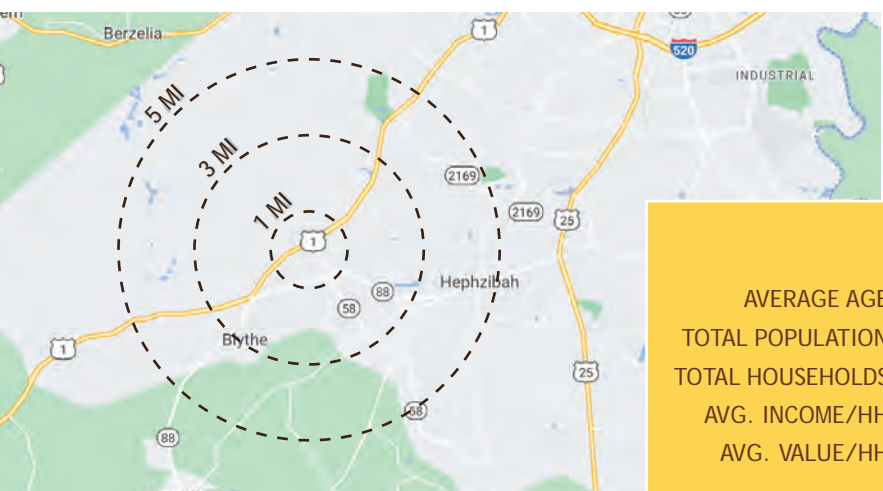 Berzelia
1
520
INDUSTRIAL
5 MI
3 MI
2169
1 MI
2169
25
1
Hephzibah
88
58
Blythe
1
25
58
88
AVERAGE AGE
TOTAL POPULATION
TOTAL HOUSEHOLDS
AVG. INCOME/HH
AVG. VALUE/HH